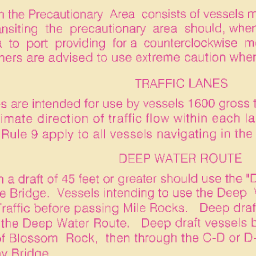 n the Precautionary Area consists of vessels m
ansiting the precautionary area should, when
to port providing for a counterclockwise m
ners are advised to use extreme caution when
TRAFFIC LANES
es are intended for use by vessels 1600 gross t
imate direction of traffic flow within each la
Rule 9 apply to all vessels navigating in the
DEEP WATER ROUTE
h a draft of 45 feet or greater should use the "D
e Bridge. Vessels intending to use the Deep W
Traffic before passing Mile Rocks. Deep draf
the Deep Water Route. Deep draft vessels b
of Blossom Rock, then through the C-D or D-
ay Bridge